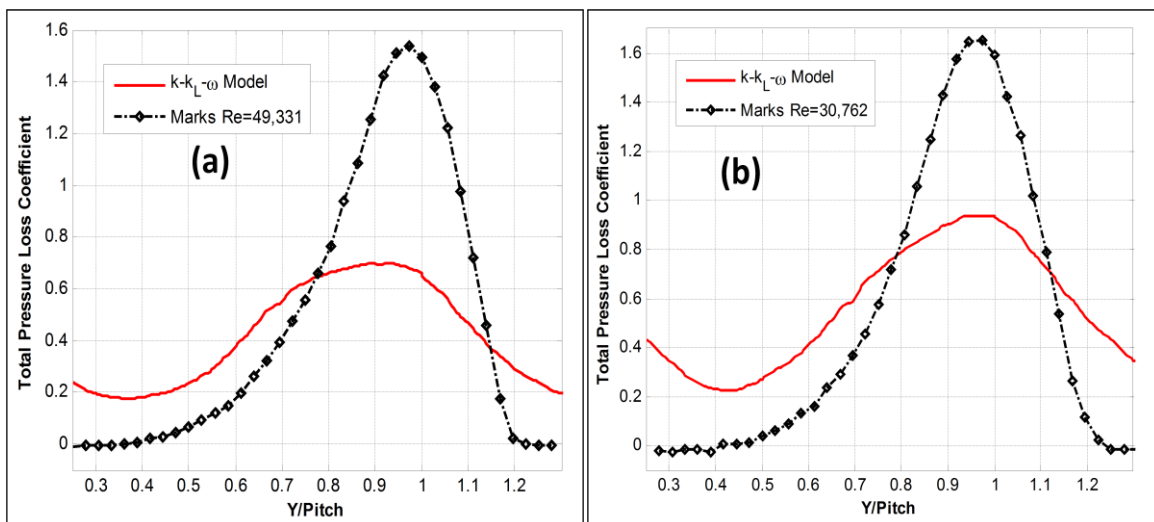 1.6
1.4
1.2
1
0.8
0.6
0.4
0.2
0
Total Pressure Loss Coefficient
k-k_L-ω Model
Marks Re=49,331
(a)
0.3 0.4 0.5 0.6 0.7 0.8 0.9 1 1.1 1.2
Y/Pitch
1.6
1.4
1.2
1
0.8
0.6
0.4
0.2
0
Total Pressure Loss Coefficient
k-k_L-ω Model
Marks Re=30,762
(b)
0.3 0.4 0.5 0.6 0.7 0.8 0.9 1 1.1 1.2
Y/Pitch